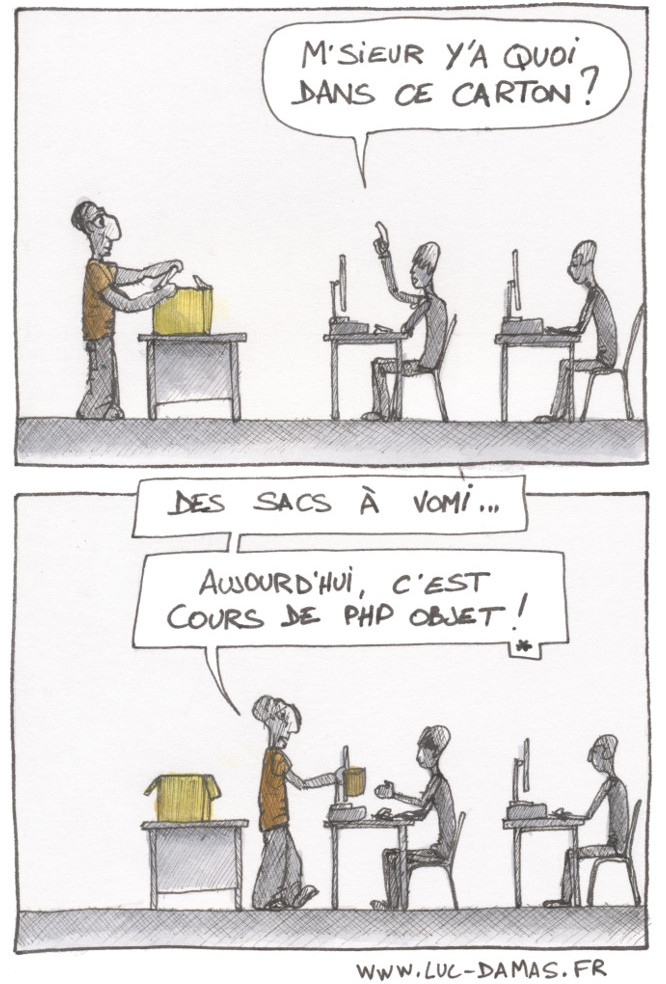 M'SIEUR Y'A QUOI
DANS CE CARTON ?
DES SACS À VOMI...
AUJOURD'HUI, C'EST
COURS DE PHP OBJET !
*
WWW.LUC-DAMAS.FR